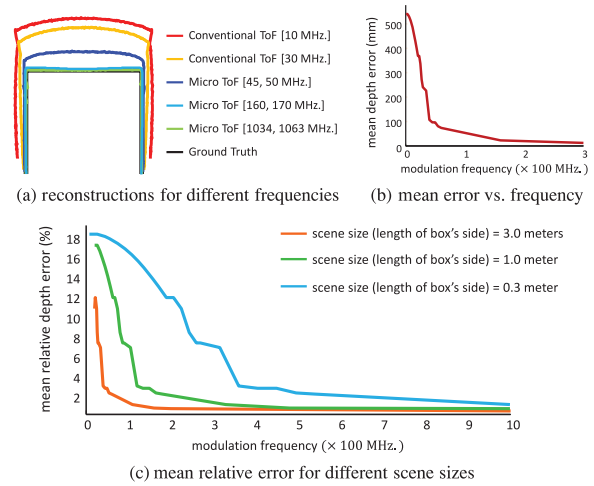 Conventional ToF [10 MHz.]
Conventional ToF [30 MHz.]
Micro ToF [45, 50 MHz.]
Micro ToF [160, 170 MHz.]
Micro ToF [1034, 1063 MHz.]
Ground Truth
(a) reconstructions for different frequencies
mean depth error (mm)
500
400
300
200
100
0
0 1 2 3
modulation frequency (× 100 MHz.)
(b) mean error vs. frequency
mean relative depth error (%)
18
16
14
12
10
8
6
4
2
0 1 2 3 4 5 6 7 8 9 10
modulation frequency (× 100 MHz.)
scene size (length of box's side) = 3.0 meters
scene size (length of box's side) = 1.0 meter
scene size (length of box's side) = 0.3 meter
(c) mean relative error for different scene sizes